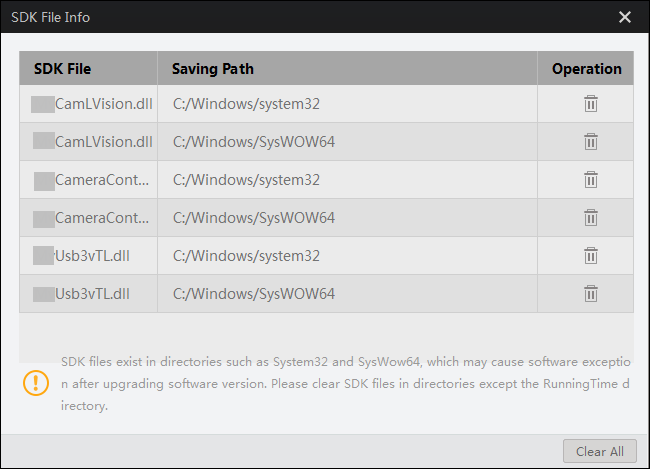 SDK File Info
SDK File Saving Path Operation
CamLVision.dll C:/Windows/system32
CamLVision.dll C:/Windows/SysWOW64
CameraCont... C:/Windows/system32
CameraCont... C:/Windows/SysWOW64
Usb3vTL.dll C:/Windows/system32
Usb3vTL.dll C:/Windows/SysWOW64
SDK files exist in directories such as System32 and SysWow64, which may cause software exceptio
n after upgrading software version. Please clear SDK files in directories except the RunningTime d
irectory.
Clear All